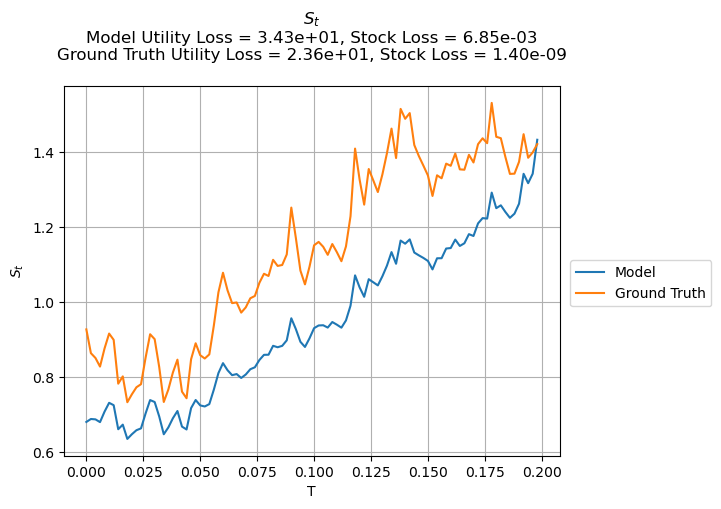 S_t
Model Utility Loss = 3.43e+01, Stock Loss = 6.85e-03
Ground Truth Utility Loss = 2.36e+01, Stock Loss = 1.40e-09
1.4
1.2
1.0
0.8
0.6
S_t
0.000 0.025 0.050 0.075 0.100 0.125 0.150 0.175 0.200
T
Model
Ground Truth